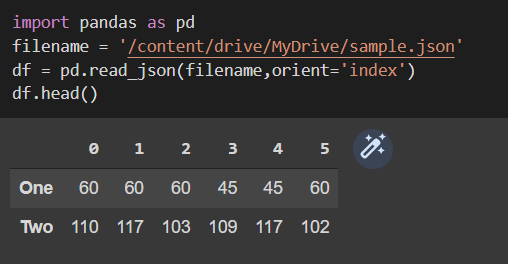 import pandas as pd
filename = '/content/drive/MyDrive/sample.json'
df = pd.read_json(filename,orient='index')
df.head()
0 1 2 3 4 5
One 60 60 60 45 45 60
Two 110 117 103 109 117 102